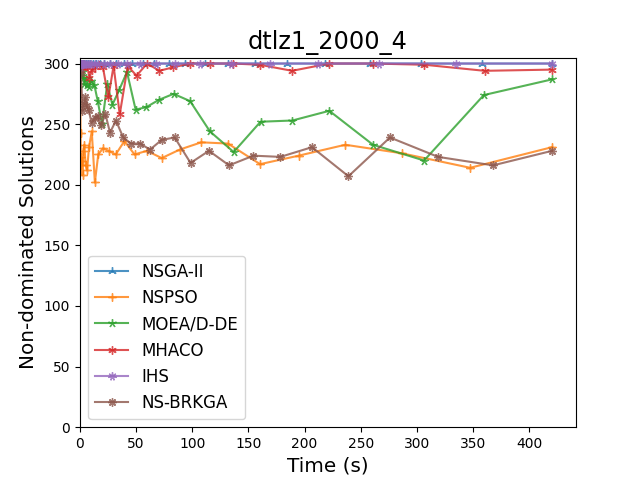 dtlz1_2000_4
Non-dominated Solutions
300
250
200
150
100
50
0
NSGA-II
NSPSO
MOEA/D-DE
MHACO
IHS
NS-BRKGA
0 50 100 150 200 250 300 350 400
Time (s)